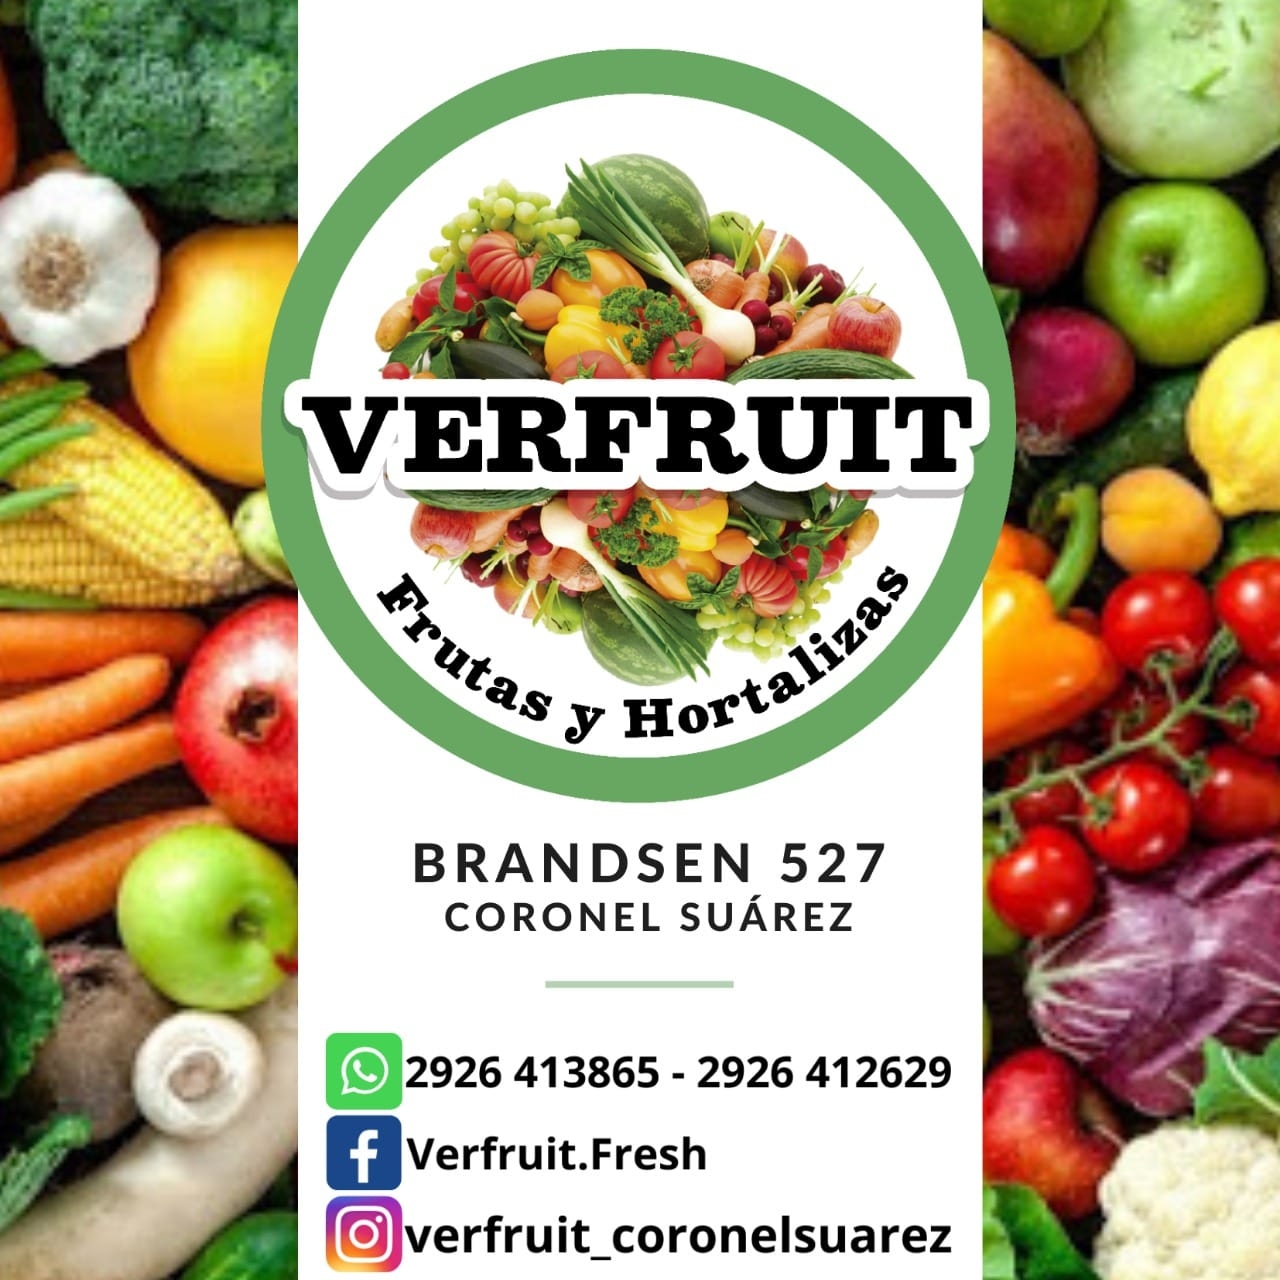 VERFRUIT
Frutas y Hortalizas
BRANDSEN 527
CORONEL SUÁREZ
2926 413865 - 2926 412629
Verfruit.Fresh
verfruit_coronelsuarez